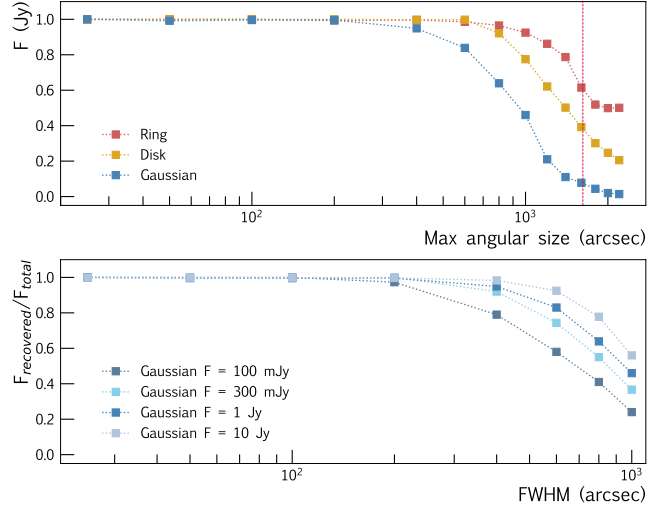 F (Jy)
1.0
0.8
0.6
0.4
0.2
0.0
Ring
Disk
Gaussian
10²
10³
Max angular size (arcsec)
F_recovered/F_total
1.0
0.8
0.6
0.4
0.2
0.0
Gaussian F = 100 mJy
Gaussian F = 300 mJy
Gaussian F = 1 Jy
Gaussian F = 10 Jy
10²
10³
FWHM (arcsec)